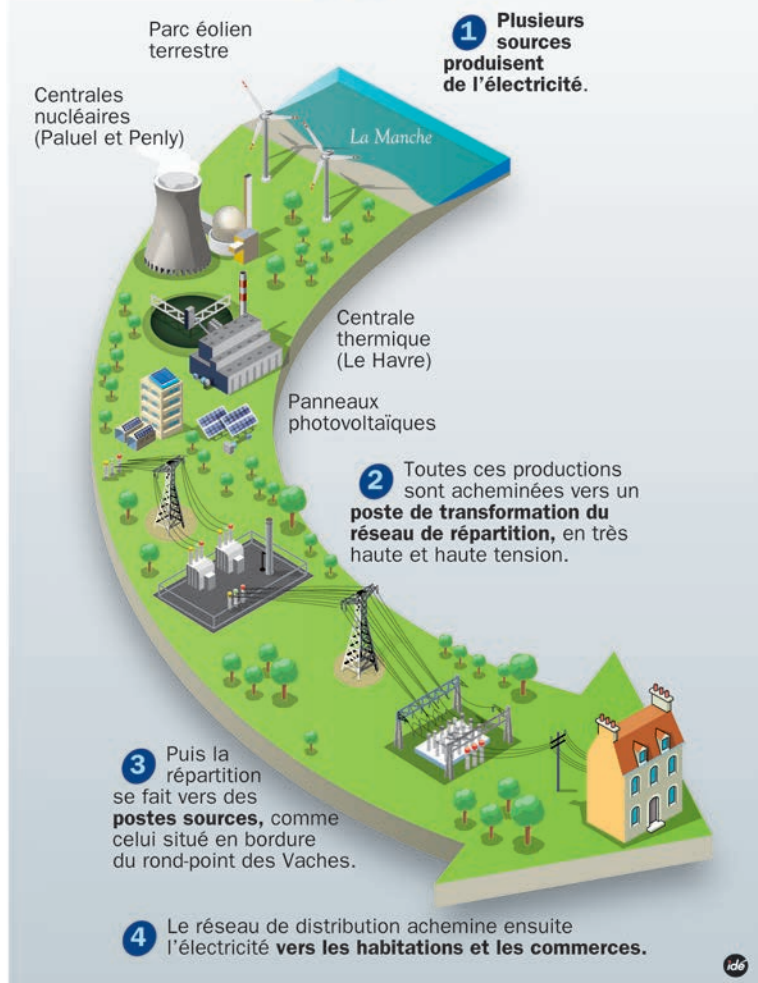 Parc éolien
terrestre
1 Plusieurs
sources
produisent
de l’électricité.
Centrales
nucléaires
(Paluel et Penly)
La Manche
Centrale
thermique
(Le Havre)
Panneaux
photovoltaïques
2 Toutes ces productions
sont acheminées vers un
poste de transformation du
réseau de répartition, en très
haute et haute tension.
3 Puis la
répartition
se fait vers des
postes sources, comme
celui situé en bordure
du rond-point des Vaches.
4 Le réseau de distribution achemine ensuite
l’électricité vers les habitations et les commerces.
idé